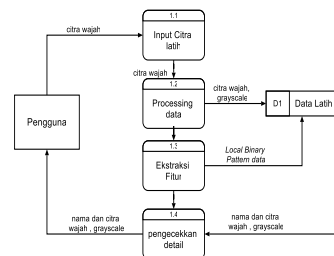 1.1
citra wajah
Input Citra
latih
citra wajah
1.2
Processing
data
citra wajah,
grayscale
D1
Data Latih
Pengguna
1.3
Ekstraksi
Fitur
Local Binary
Pattern data
1.4
pengecekkan
detail
nama dan citra
wajah , grayscale
nama dan citra
wajah , grayscale